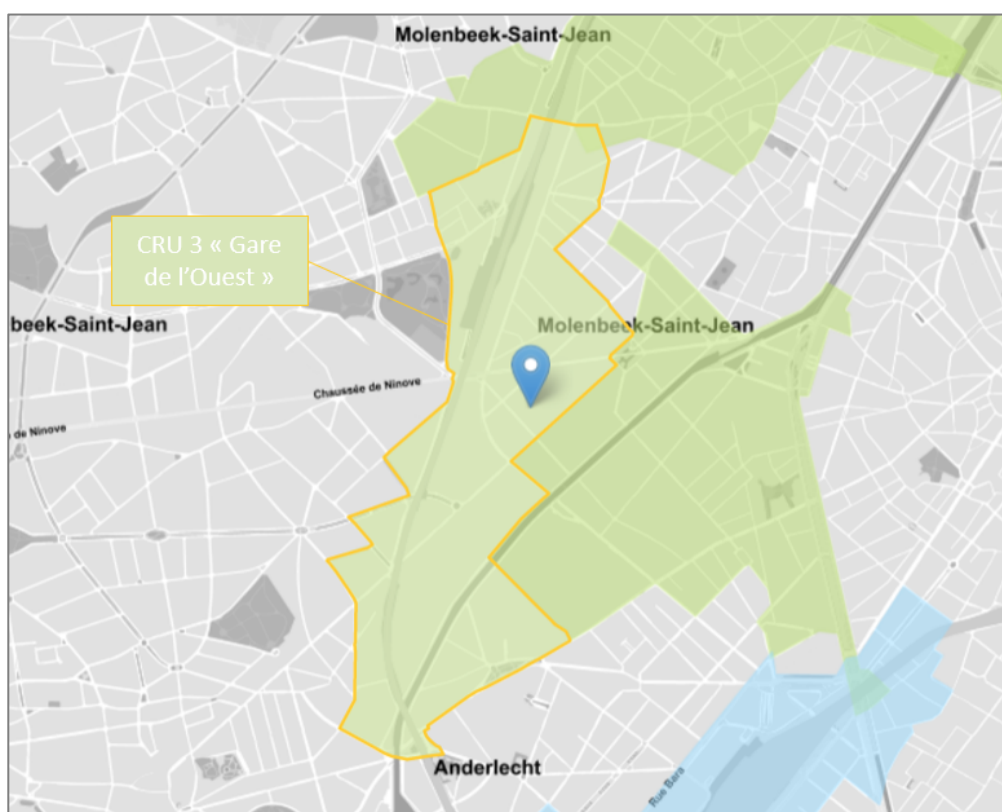 Molenbeek-Saint-Jean
CRU 3 « Gare
de l'Ouest »
beek-Saint-Jean
Molenbeek-Saint-Jean
Chaussée de Ninove
de Ninove
Anderlecht
Rue Bara